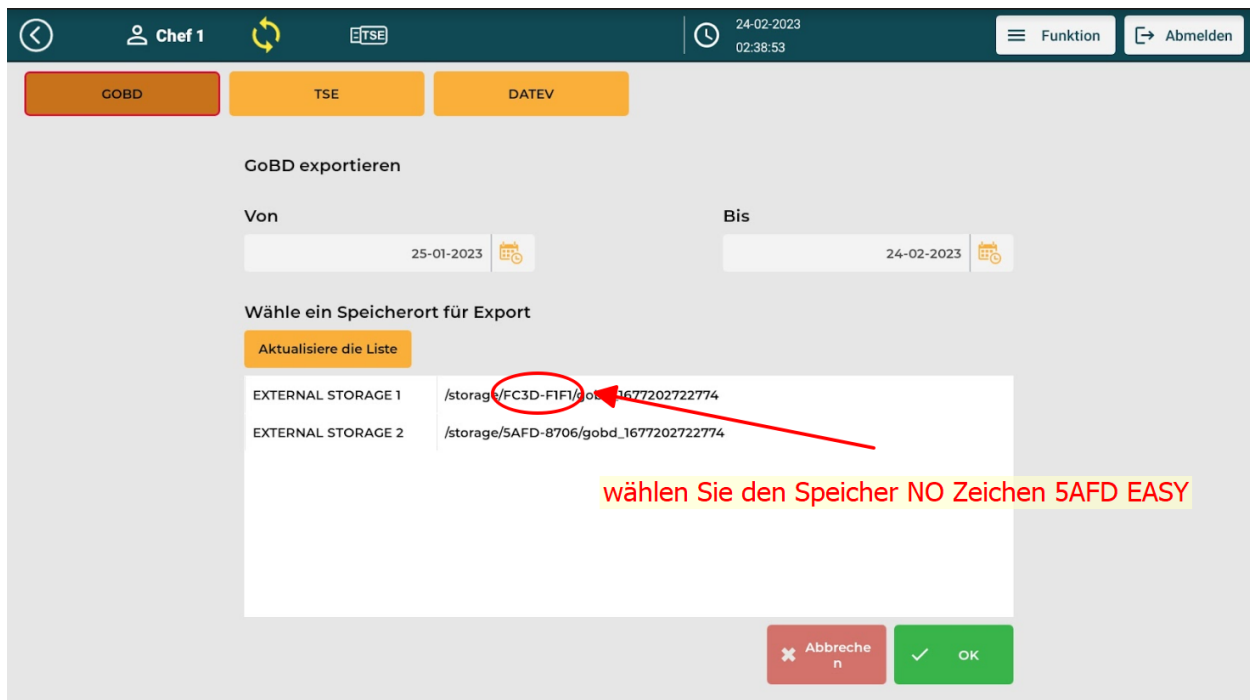 Chef 1
TSE
24-02-2023
02:38:53
Funktion
Abmelden
GOBD
TSE
DATEV
GoBD exportieren
Von
Bis
25-01-2023
24-02-2023
Wähle ein Speicherort für Export
Aktualisiere die Liste
EXTERNAL STORAGE 1 /storage/FC3D-F1F1/gobd_1677202722774
EXTERNAL STORAGE 2 /storage/5AFD-8706/gobd_1677202722774
wählen Sie den Speicher NO Zeichen 5AFD EASY
Abbreche
n
OK